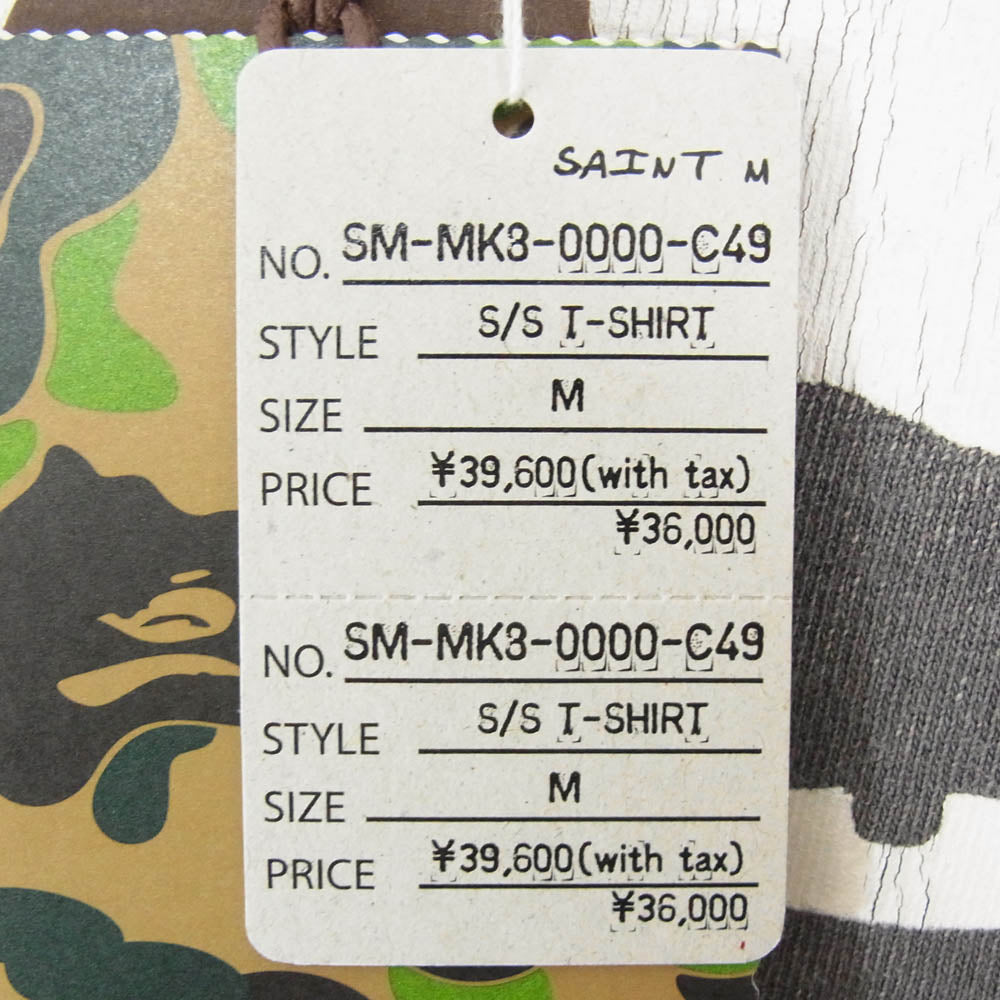 SAINT M
NO. SM-MK3-0000-C49
STYLE S/S T-SHIRT
SIZE M
PRICE ¥39,600(with tax)
¥36,000
NO. SM-MK3-0000-C49
STYLE S/S T-SHIRT
SIZE M
PRICE ¥39,600(with tax)
¥36,000